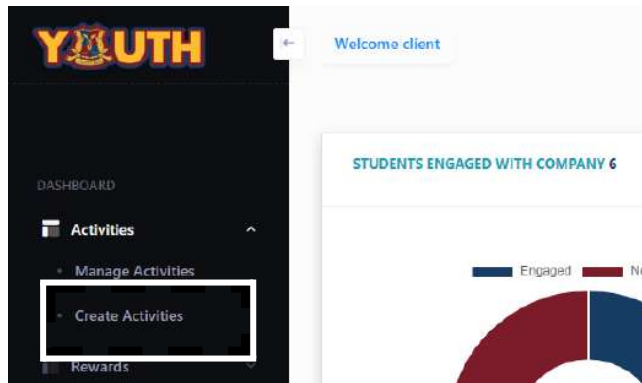 YOUTH
Welcome client
STUDENTS ENGAGED WITH COMPANY 6
DASHBOARD
Activities
Manage Activities
Engaged
Create Activities
Rewards